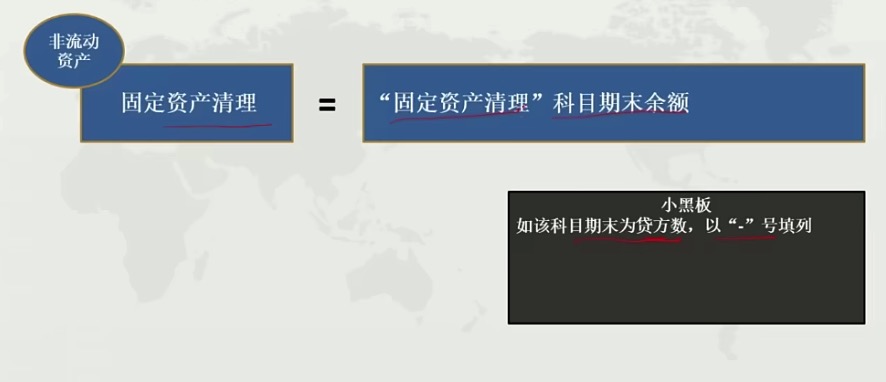 非流动
资产
固定资产清理
=
“固定资产清理”科目期末余额
小黑板
如该科目期末为贷方数，以“-”号填列